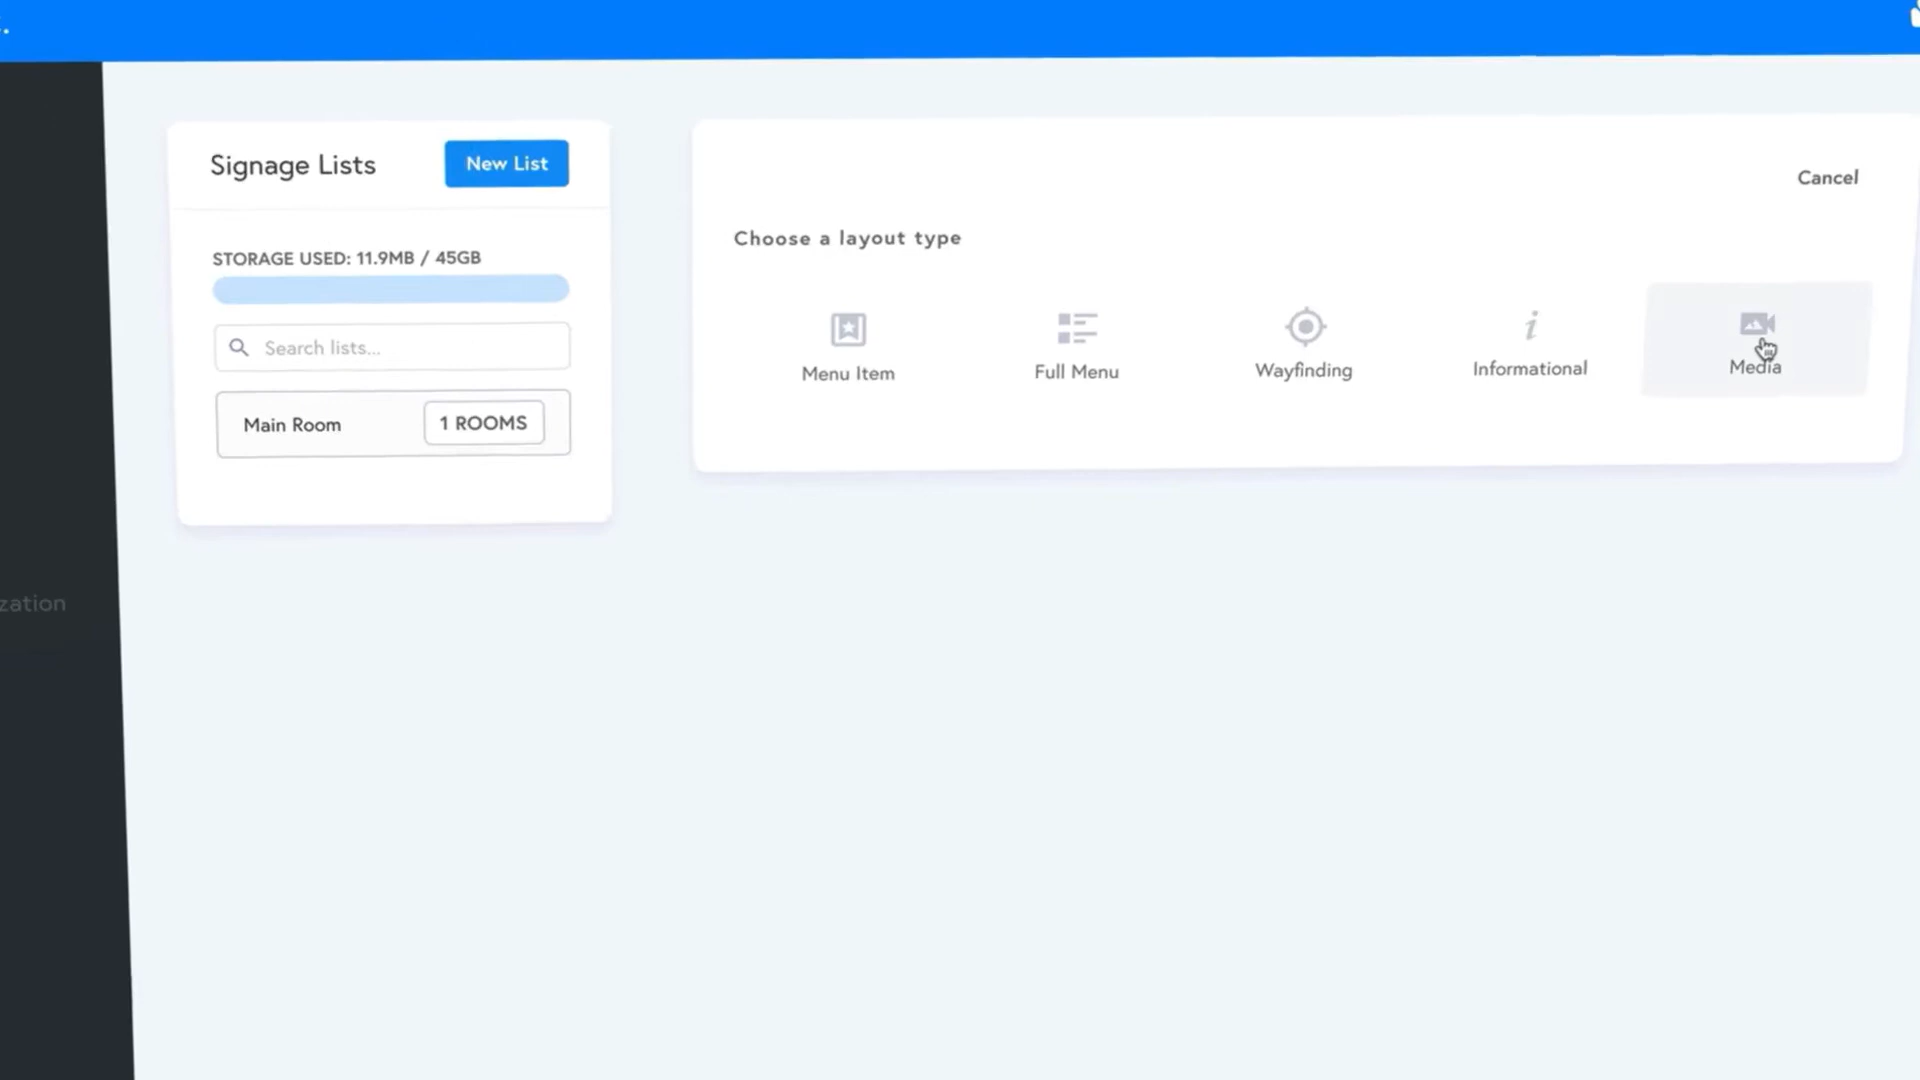 Signage Lists
New List
STORAGE USED: 11.9MB / 45GB
Search lists...
Main Room
1 ROOMS
Cancel
Choose a layout type
Menu Item
Full Menu
Wayfinding
Informational
Media
zation